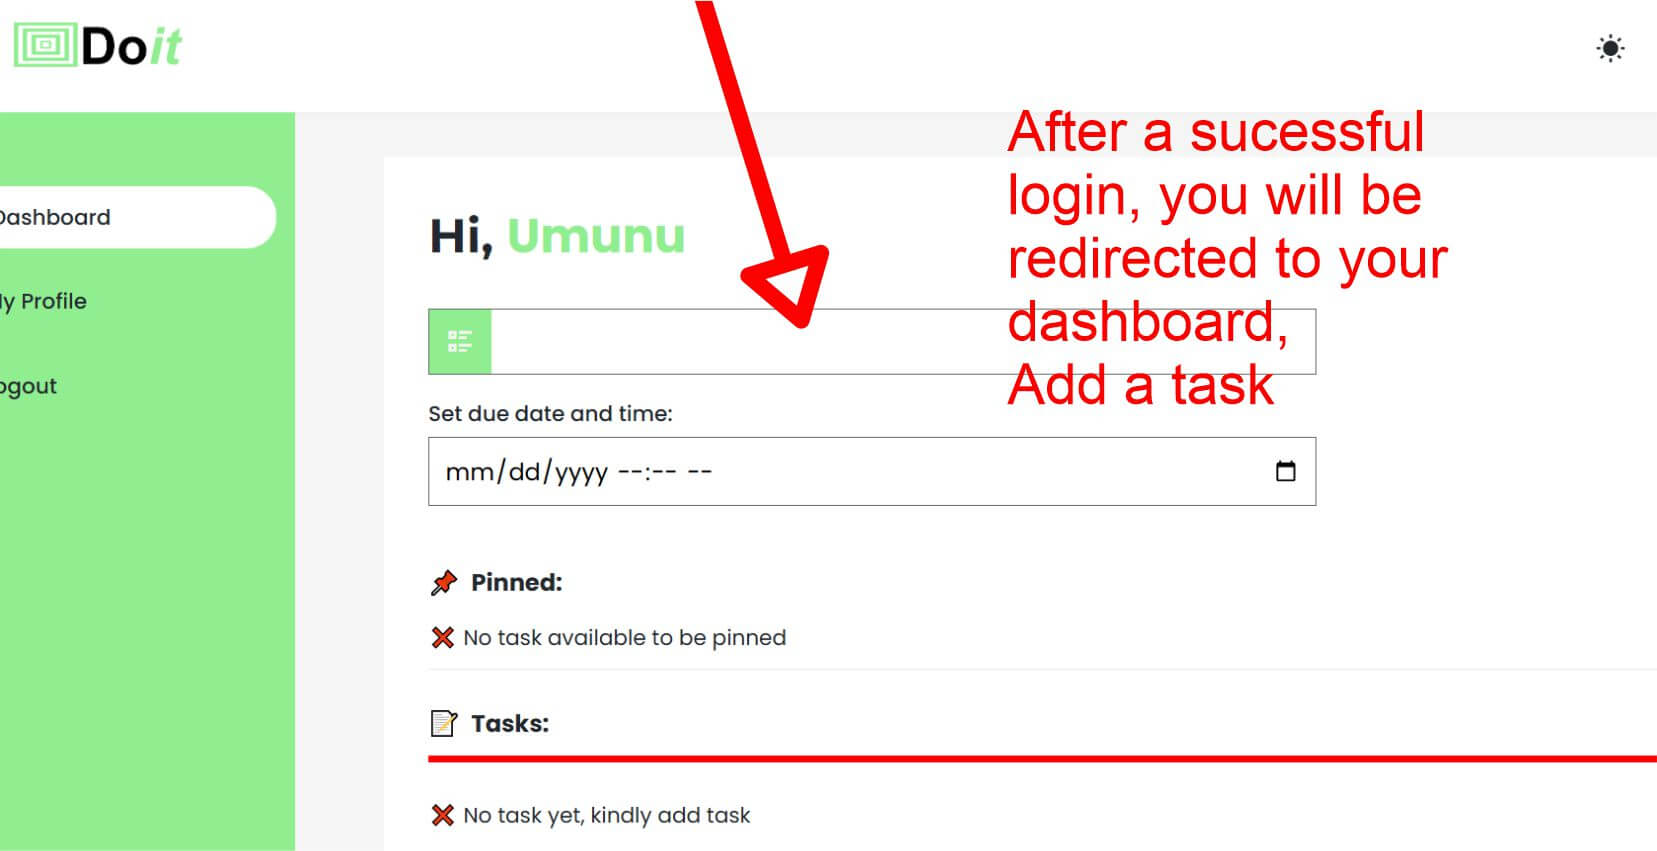 Doit
After a sucessful
login, you will be
redirected to your
dashboard,
Add a task
Dashboard
y Profile
ogout
Hi, Umunu
Set due date and time:
mm/dd/yyyy --:-- --
Pinned:
No task available to be pinned
Tasks:
No task yet, kindly add task